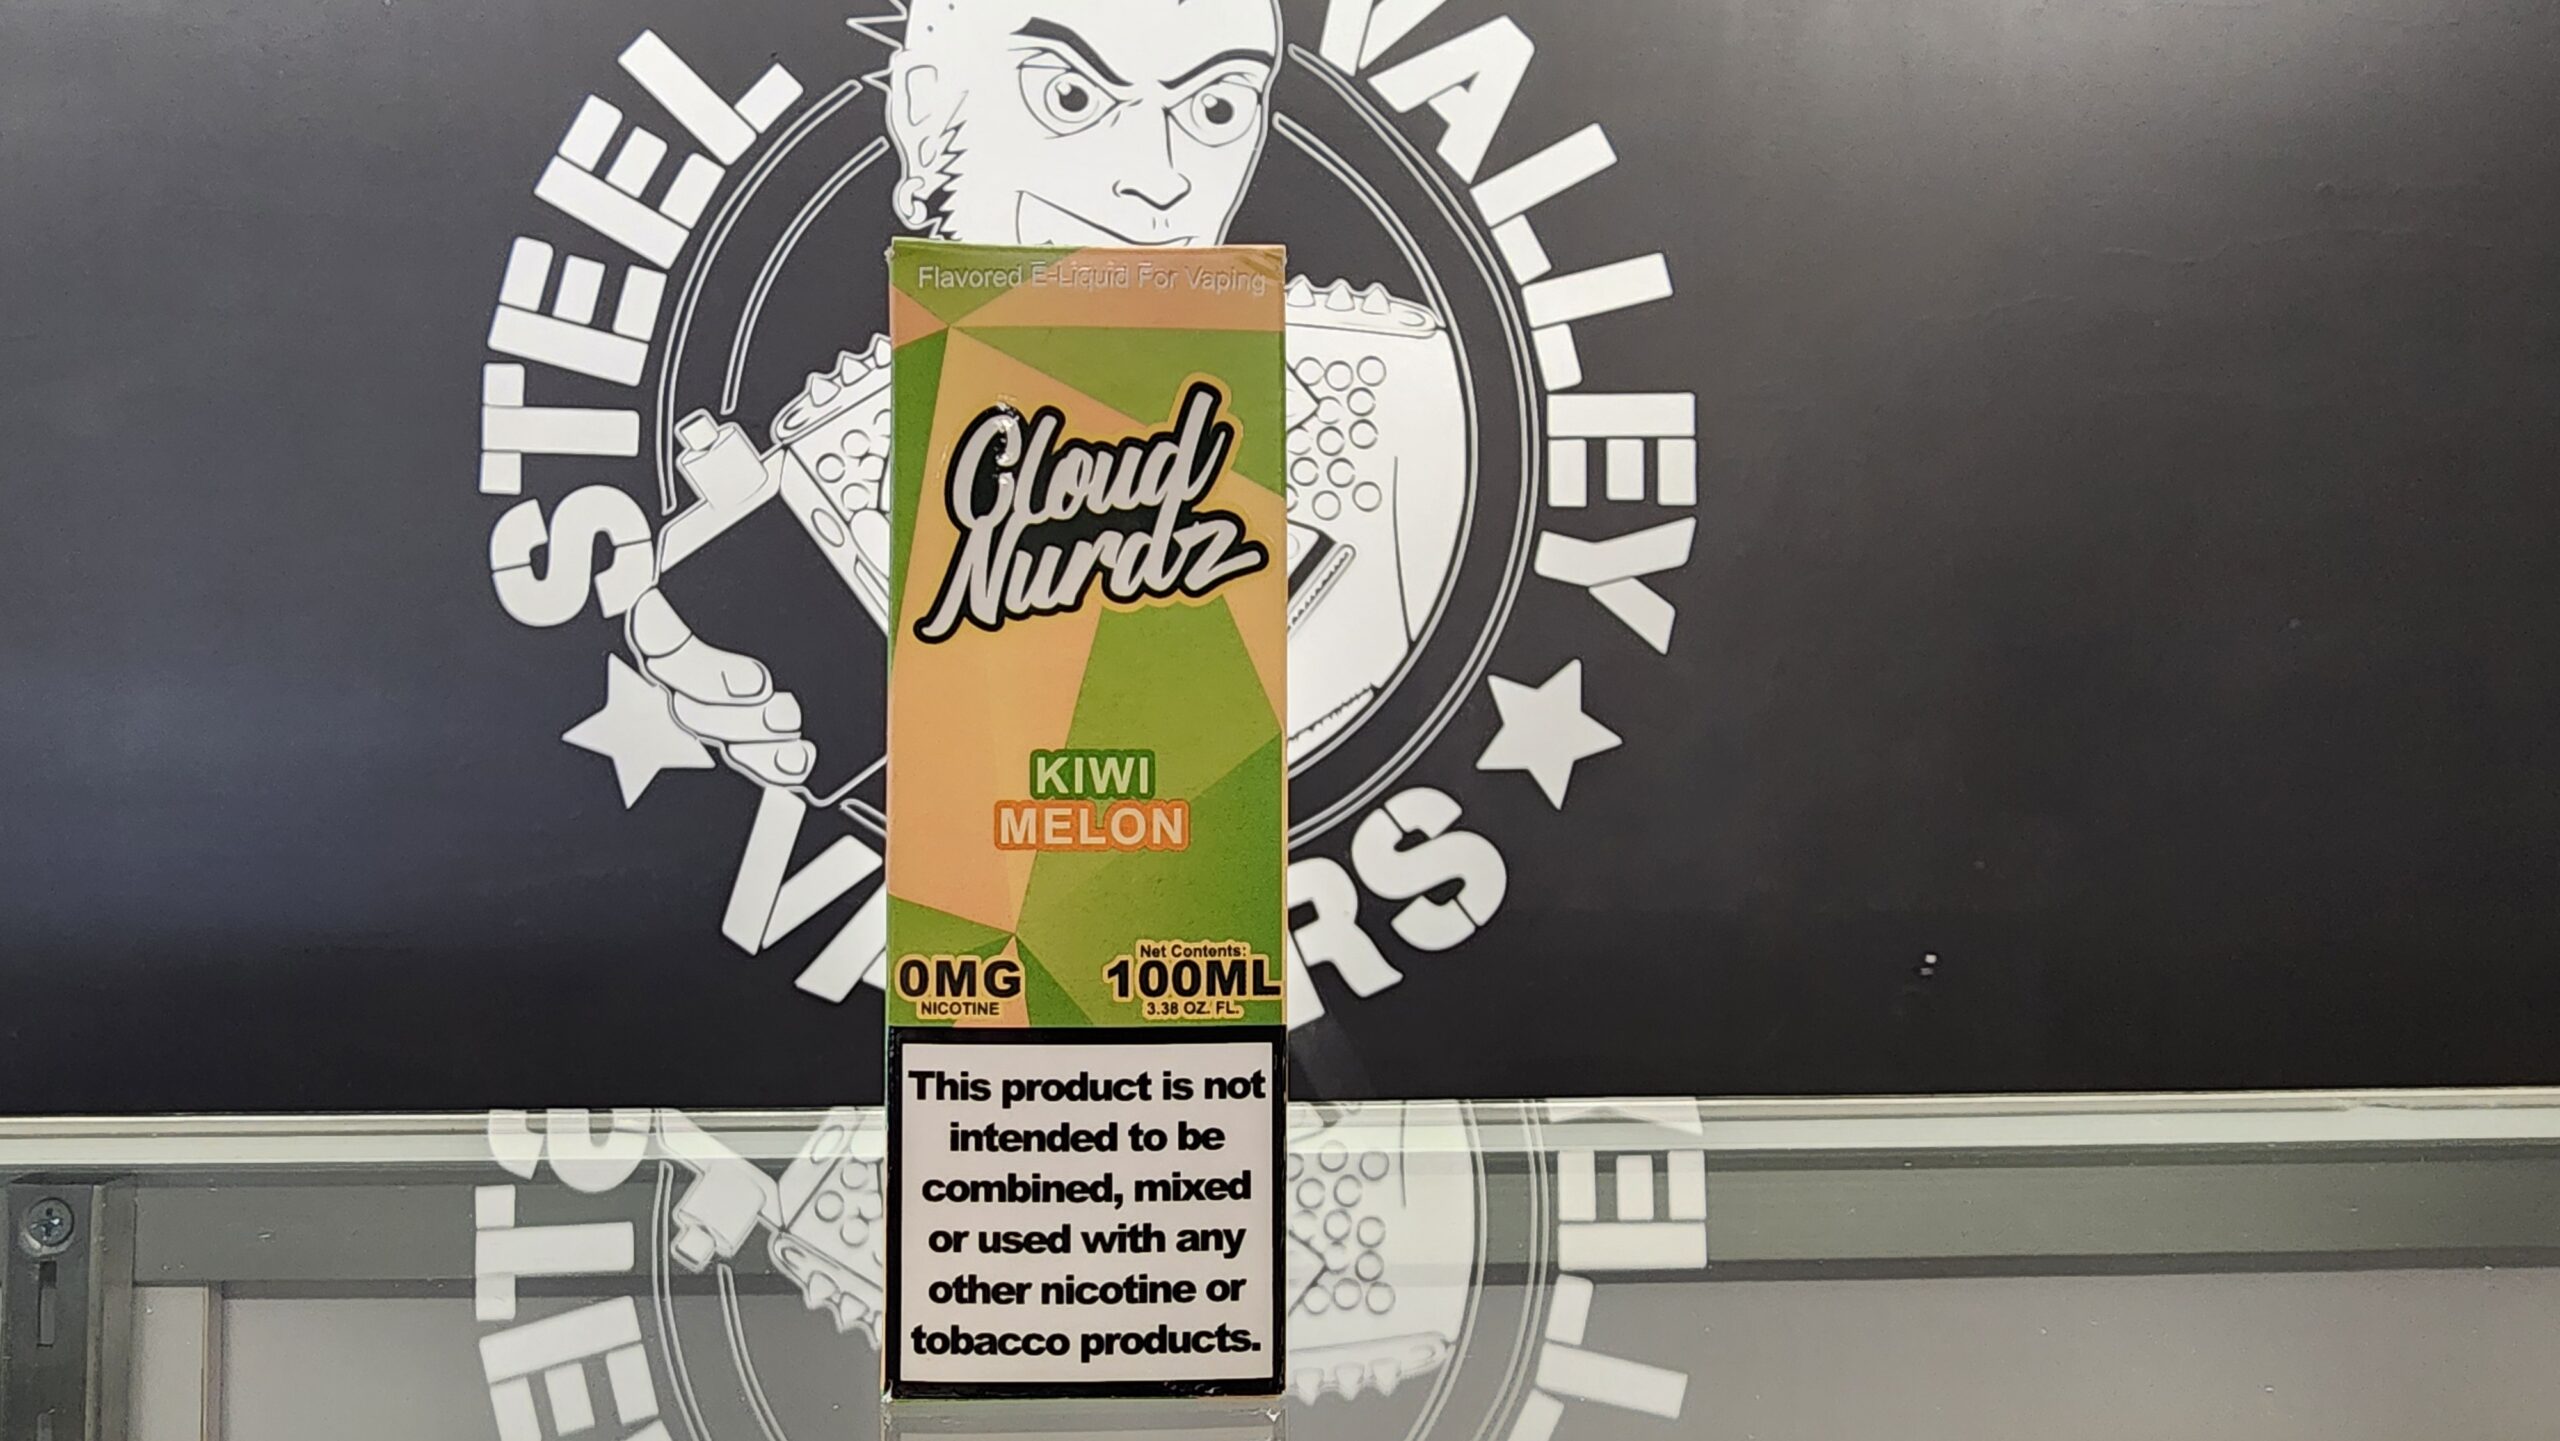 STEEL VALLEY
Flavored E-Liquid For Vaping
Cloud
Nurdz
KIWI
MELON
0MG
NICOTINE
Net Contents:
100ML
3.38 OZ. FL.
This product is not
intended to be
combined, mixed
or used with any
other nicotine or
tobacco products.